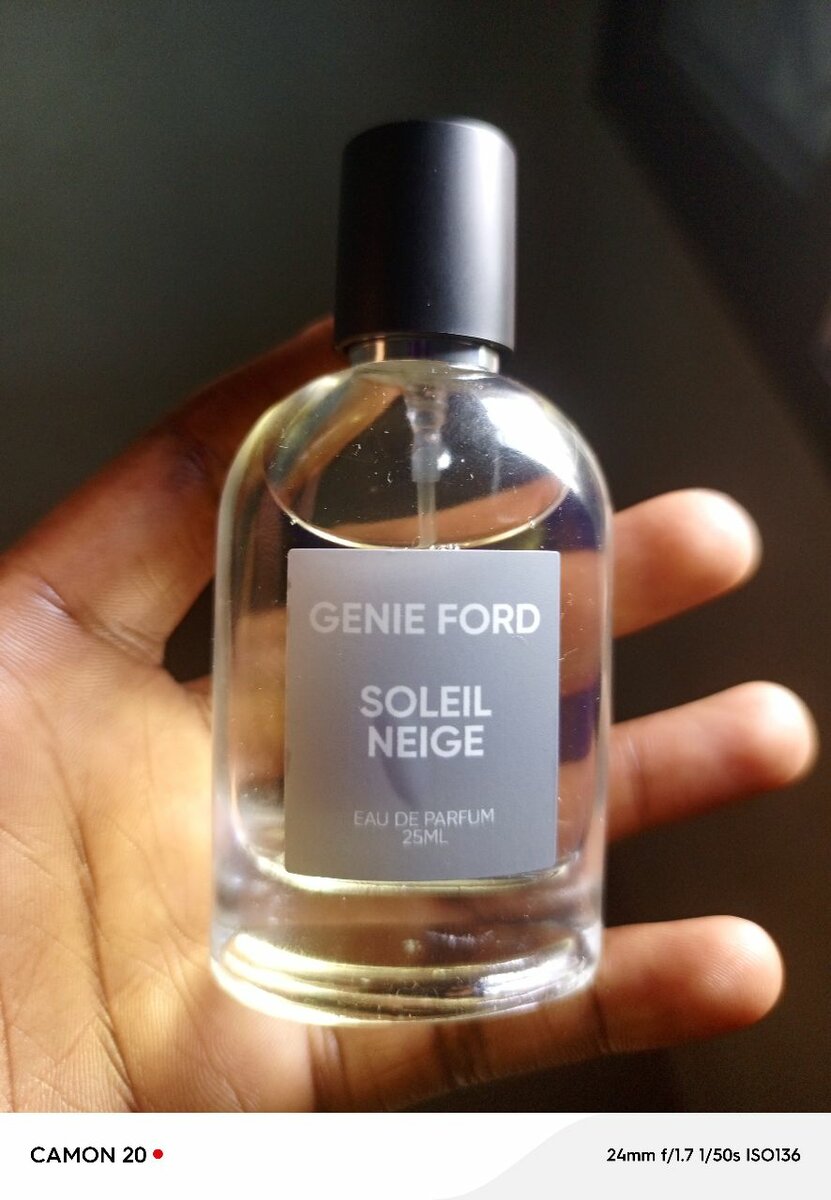 GENIE FORD
SOLEIL
NEIGE
EAU DE PARFUM
25ML
CAMON 20
24mm f/1.7 1/50s ISO136